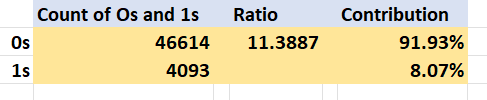 Count of Os and 1s Ratio Contribution
0s 46614 11.3887 91.93%
1s 4093 8.07%